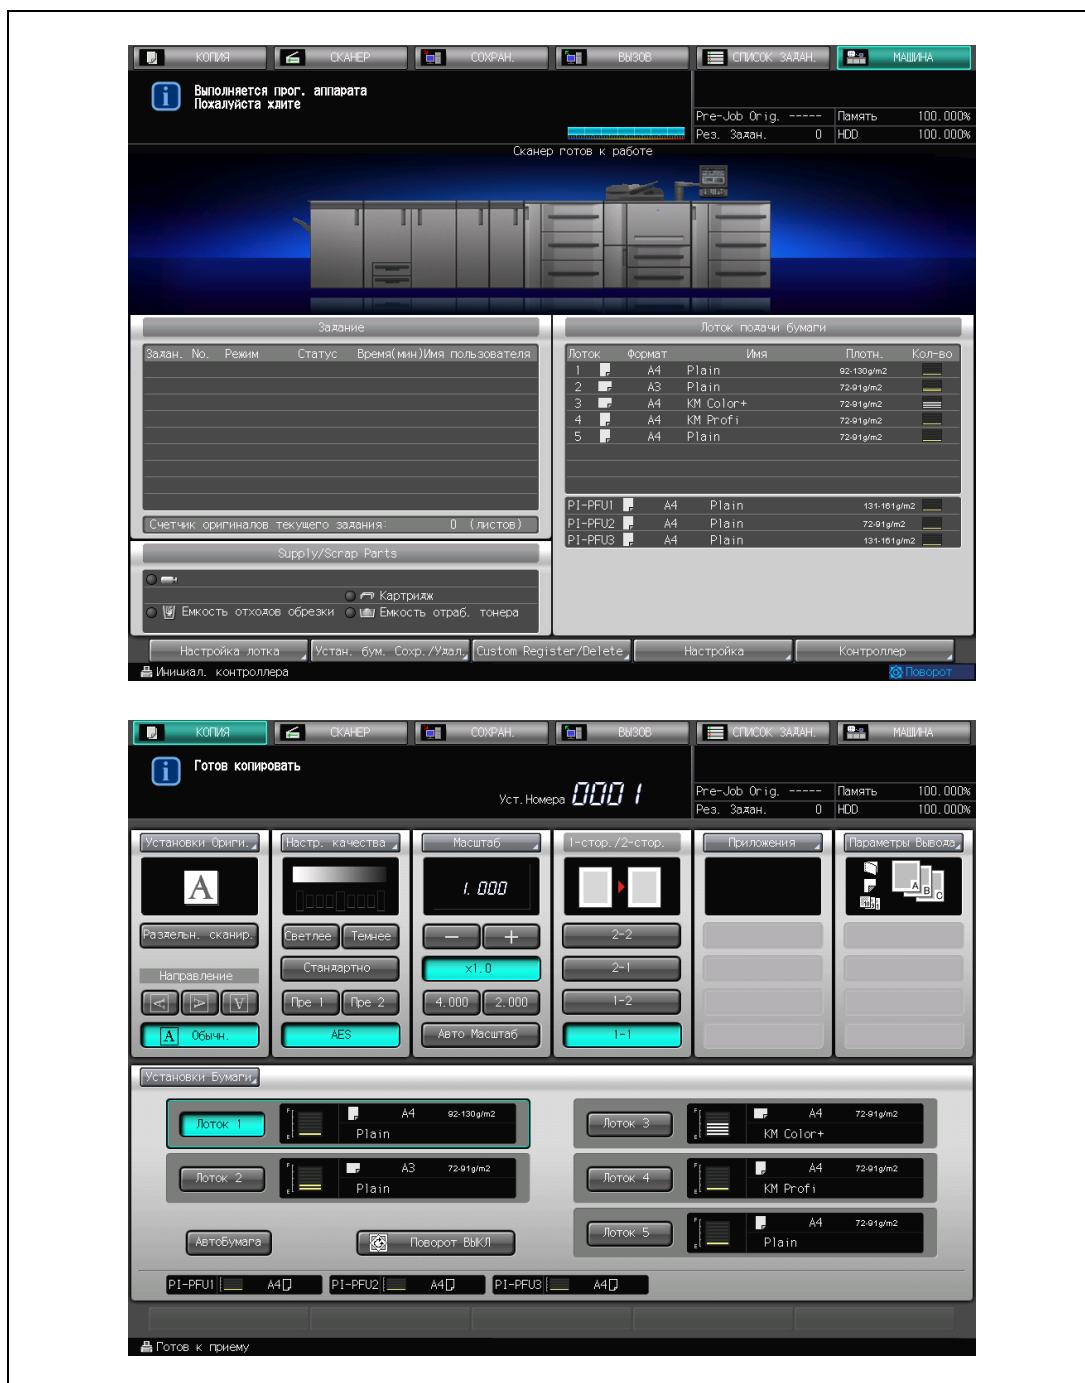 КОПИЯ СКАНЕР СОХРАН. ВЫЗОВ СПИСОК ЗАДАН. МАШИНА
Выполняется прог. аппарата
Пожалуйста хлите
Pre-Job Orig. ----- Память 100.000%
Рез. Задан. 0 HDD 100.000%
Сканер готов к работе
Задание
Задан. No. Режим Статус Время(мин) Имя пользователя
Счетчик оригиналов текущего задания: 0 (листов)
Supply/Scrap Parts
Картридж
Емкость отходов обрезки Емкость отраб. тонера
Лоток подачи бумаги
Лоток Формат Имя Плотн. Кол-во
1 A4 Plain 92-130g/m2
2 A3 Plain 72-91g/m2
3 A4 KM Color+ 72-91g/m2
4 A4 KM Profi 72-91g/m2
5 A4 Plain 72-91g/m2
PI-PFU1 A4 Plain 131-161g/m2
PI-PFU2 A4 Plain 72-91g/m2
PI-PFU3 A4 Plain 131-161g/m2
Настройка лотка Устан. бум. Сохр./Удал. Custom Register/Delete Настройка Контроллер
Инициал. контроллера Поворот
КОПИЯ СКАНЕР СОХРАН. ВЫЗОВ СПИСОК ЗАДАН. МАШИНА
Готов копировать
Уст. Номера 0001
Pre-Job Orig. ----- Память 100.000%
Рез. Задан. 0 HDD 100.000%
Установки Ориги. Настр. качества Масштаб 1-стор./2-стор. Приложения Параметры Вывода
A 1.000 A B C
Раздельн. сканир. Светлее Темнее − + 2-2
Направление Стандартно x1.0 2-1
A A A Пре 1 Пре 2 4.000 2.000 1-2
A Обычн. AES Авто Масштаб 1-1
Установки Бумаги
Лоток 1 F E A4 92-130g/m2 Plain
Лоток 2 F E A3 72-91g/m2 Plain
Лоток 3 F E A4 72-91g/m2 KM Color+
Лоток 4 F E A4 72-91g/m2 KM Profi
Лоток 5 F E A4 72-91g/m2 Plain
АвтоБумага Поворот ВЫКЛ
PI-PFU1 A4 PI-PFU2 A4 PI-PFU3 A4
Готов к приему